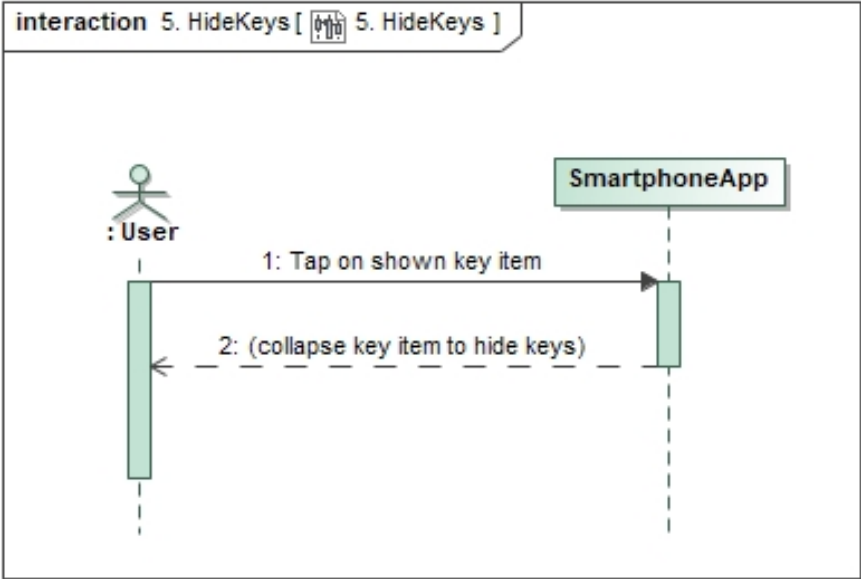 interaction 5. HideKeys [ 5. HideKeys ]
SmartphoneApp
: User
1: Tap on shown key item
2: (collapse key item to hide keys)